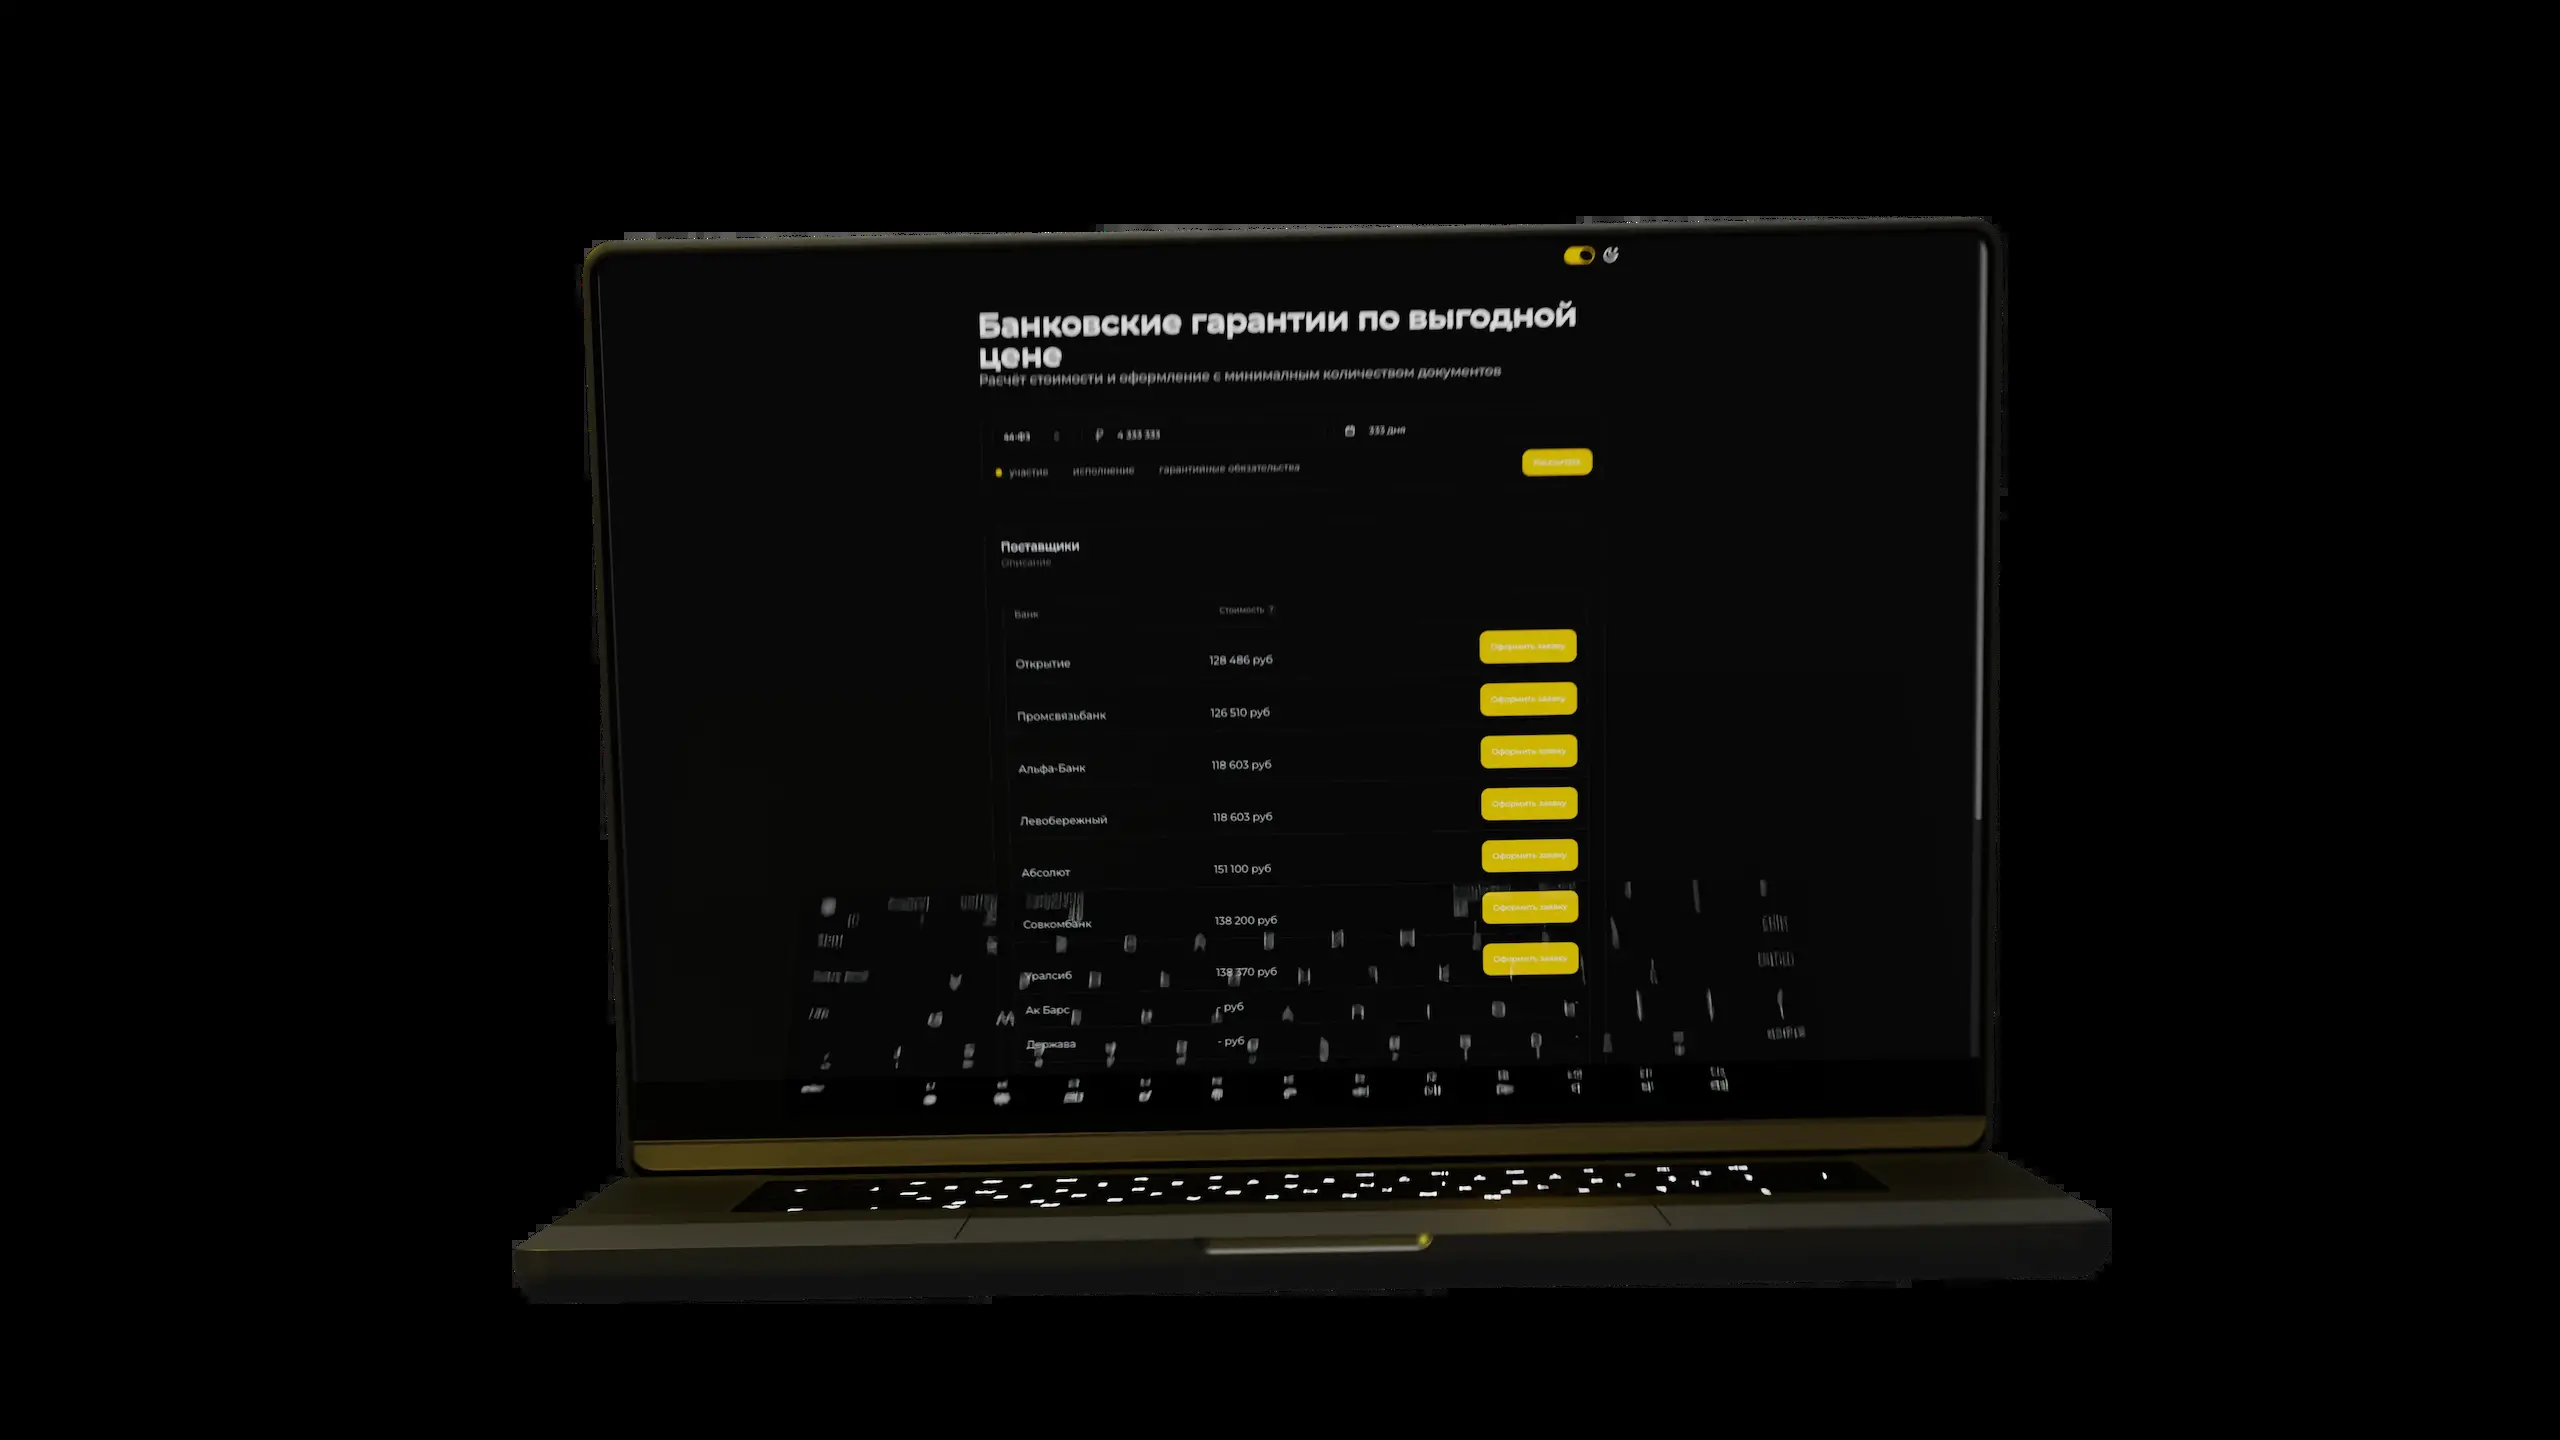 Банковские гарантии по выгодной
цене
Расчёт стоимости и оформление с минималным количеством документов
44-ФЗ ₽ 4 333 333 333 дня
участие исполнение гарантийные обязательства
Поставщики
Описание
Банк Стоимость ?
Открытие 128 486 руб Оформить заявку
Промсвязьбанк 126 510 руб Оформить заявку
Альфа-Банк 118 603 руб Оформить заявку
Левобережный 118 603 руб Оформить заявку
Абсолют 151 100 руб Оформить заявку
Совкомбанк 138 200 руб Оформить заявку
Уралсиб 138 370 руб Оформить заявку
Ак Барс - руб
Держава - руб